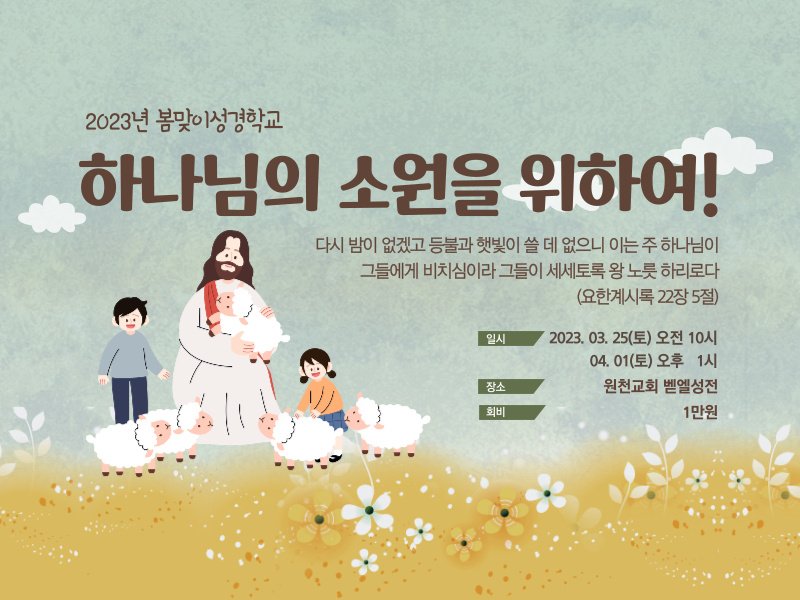 2023년 봄맞이성경학교
하나님의 소원을 위하여!
다시 밤이 없겠고 등불과 햇빛이 쓸 데 없으니 이는 주 하나님이
그들에게 비치심이라 그들이 세세토록 왕 노릇 하리로다
(요한계시록 22장 5절)
일시 2023. 03. 25(토) 오전 10시
04. 01(토) 오후 1시
장소 원천교회 벧엘성전
회비 1만원